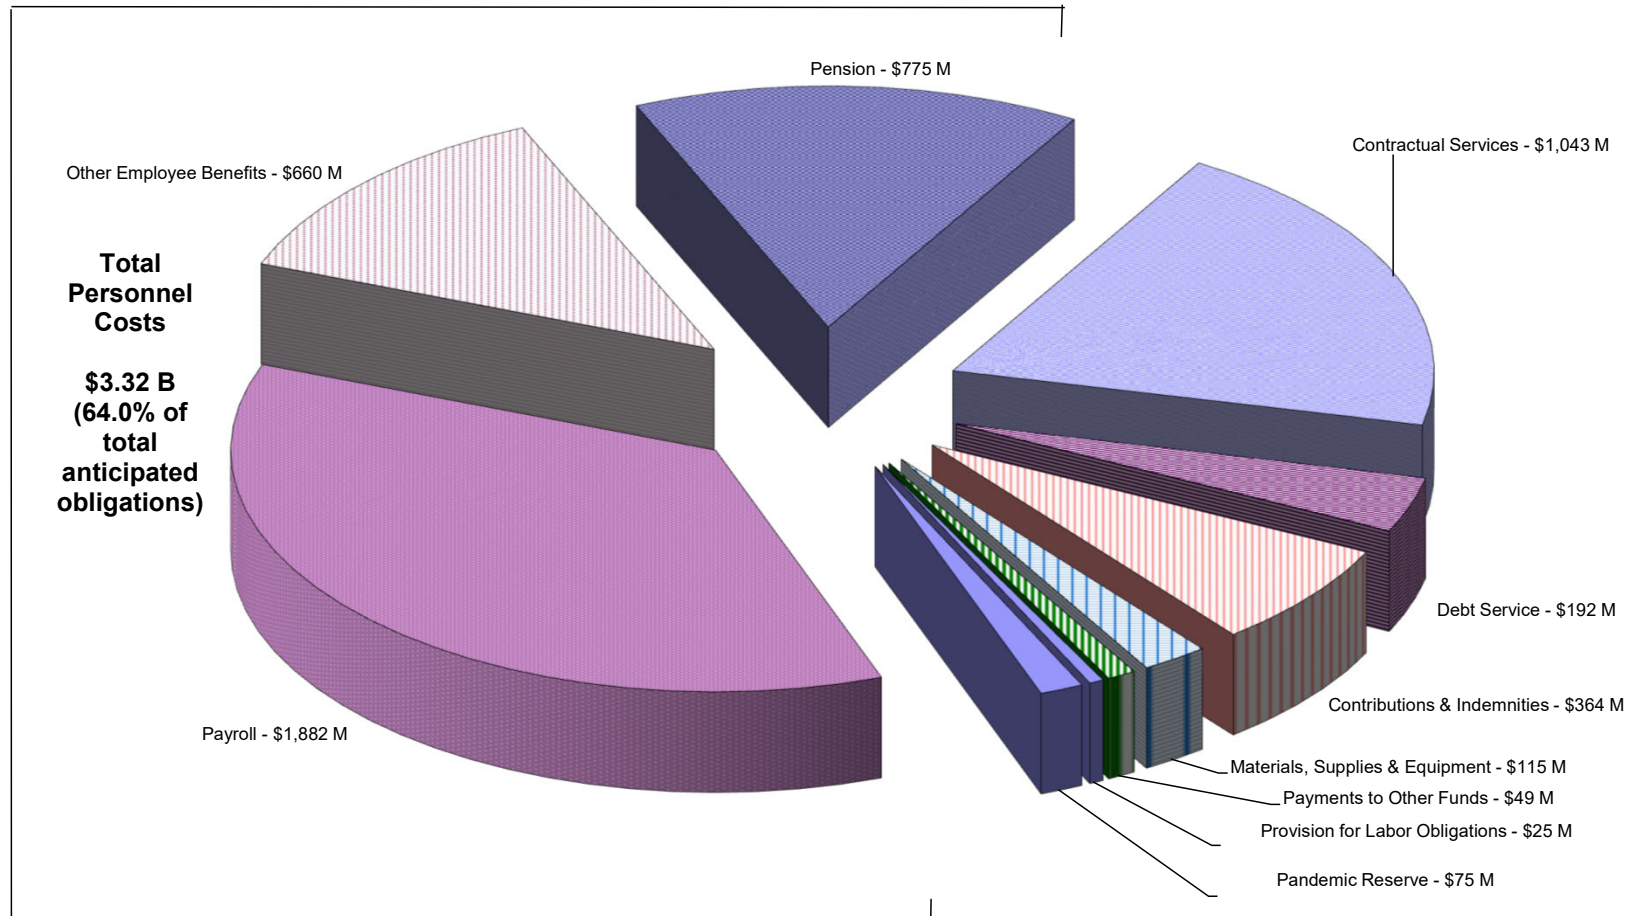 Pension - $775 M
Contractual Services - $1,043 M
Other Employee Benefits - $660 M
Total
Personnel
Costs
$3.32 B
(64.0% of
total
anticipated
obligations)
Debt Service - $192 M
Contributions & Indemnities - $364 M
Payroll - $1,882 M
Materials, Supplies & Equipment - $115 M
Payments to Other Funds - $49 M
Provision for Labor Obligations - $25 M
Pandemic Reserve - $75 M